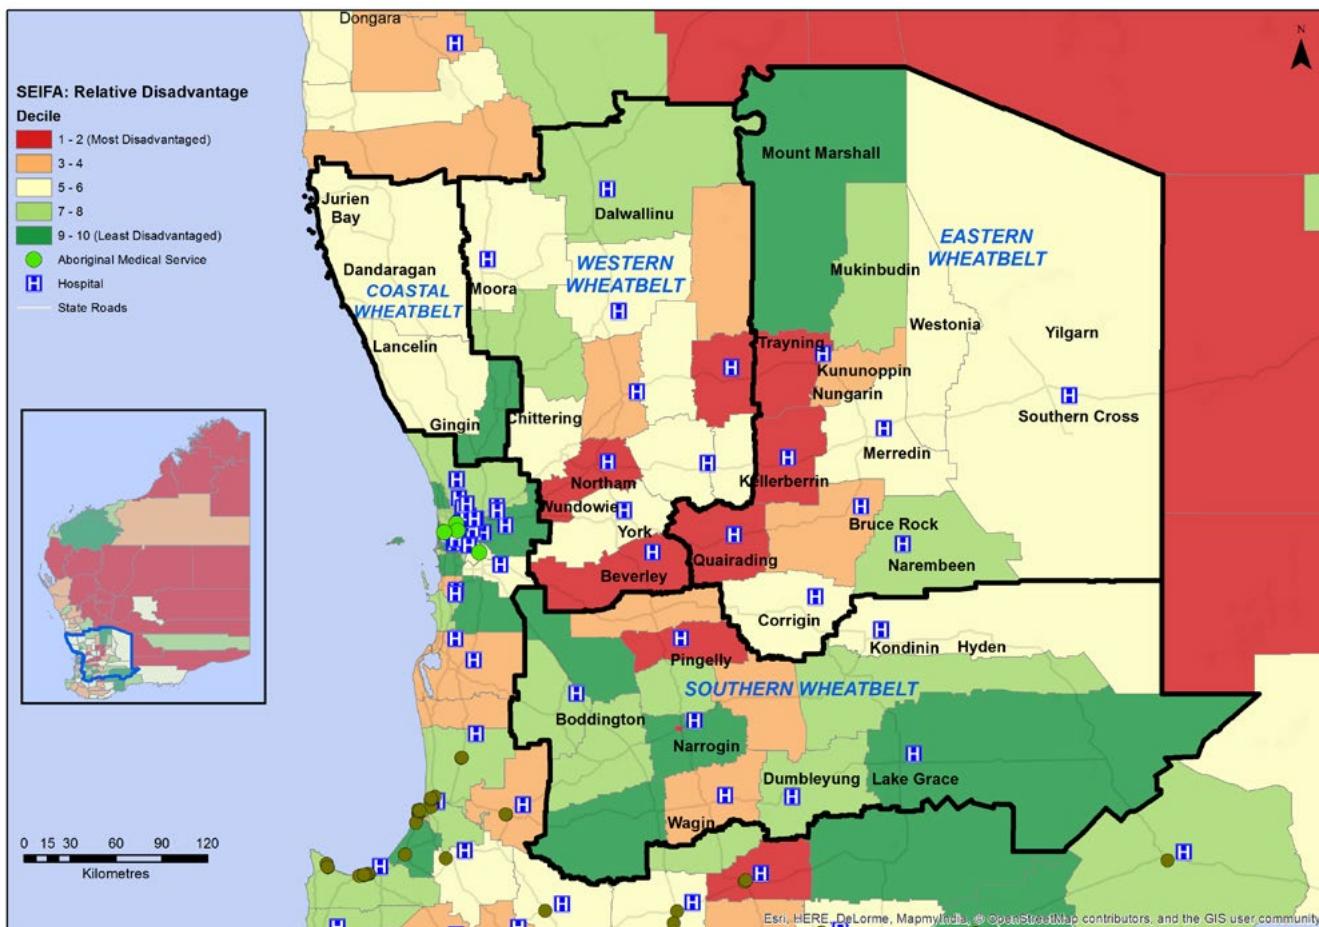 Dongara
N
SEIFA: Relative Disadvantage
Decile
1 - 2 (Most Disadvantaged)
3 - 4
5 - 6
7 - 8
9 - 10 (Least Disadvantaged)
Aboriginal Medical Service
H Hospital
State Roads
Mount Marshall
Jurien
Bay
Dalwallinu
EASTERN
WHEATBELT
WESTERN
WHEATBELT
Dandaragan
Mukinbudin
COASTAL
WHEATBELT
Moora
Westonia
Yilgarn
Lancelin
Trayning
Kununoppin
Nungarin
Southern Cross
Gingin
Chittering
Merredin
Northam
Kellerberrin
Wundowie
Bruce Rock
York
Quairading
Narembeen
Beverley
Corrigin
Kondinin
Hyden
Pingelly
SOUTHERN WHEATBELT
Boddington
Narrogin
Dumbleyung
Lake Grace
Wagin
0 15 30 60 90 120
Kilometres
Esri, HERE, DeLorme, MapmyIndia, © OpenStreetMap contributors, and the GIS user community